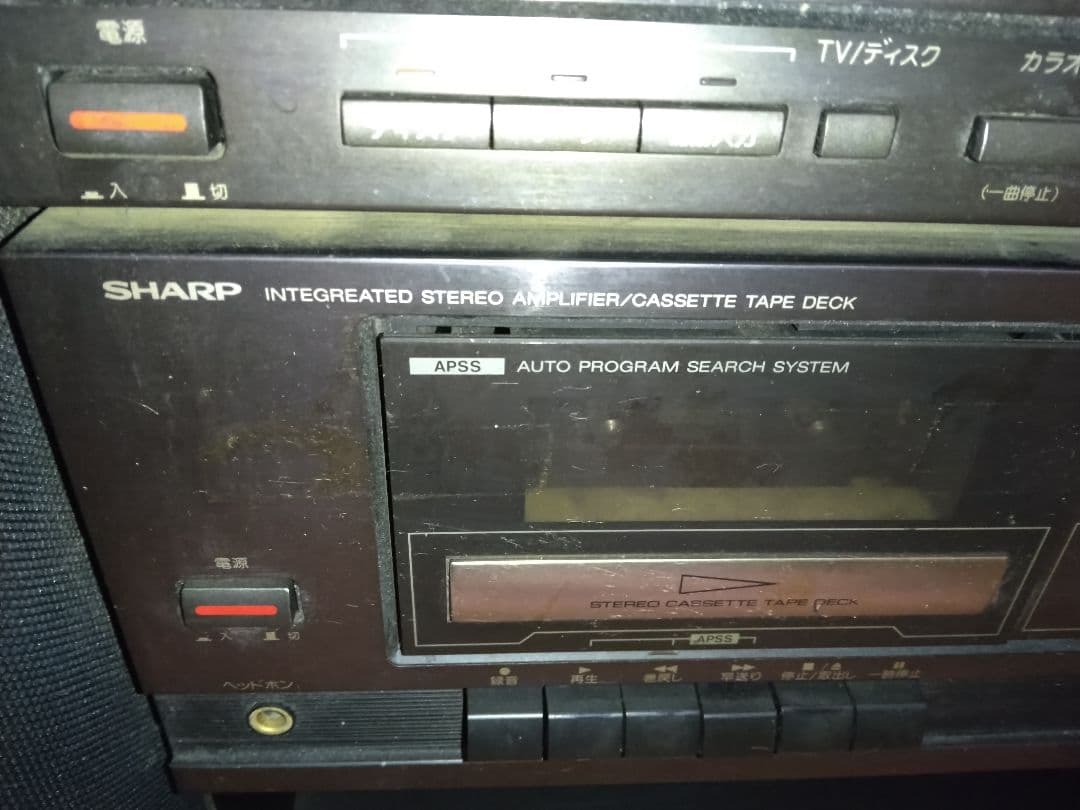 電源
TV/ディスク
カラオ
入 切
(一曲停止)
SHARP INTEGREATED STEREO AMPLIFIER/CASSETTE TAPE DECK
APSS AUTO PROGRAM SEARCH SYSTEM
電源
入 切
STEREO CASSETTE TAPE DECK
APSS
録音 再生 巻戻し 早送り 停止/取出し 一時停止
ヘッドホン